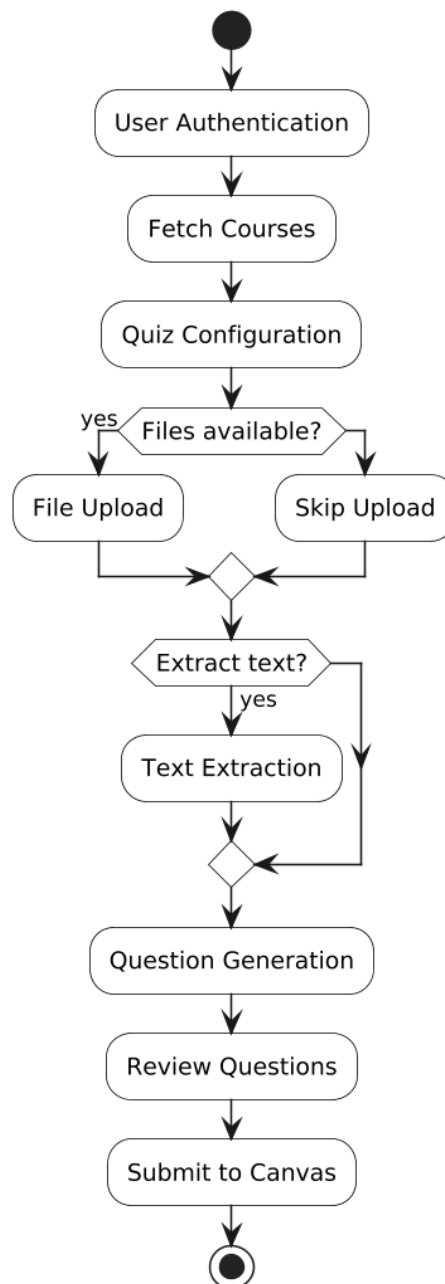 User Authentication
Fetch Courses
Quiz Configuration
yes
Files available?
File Upload
Skip Upload
Extract text?
yes
Text Extraction
Question Generation
Review Questions
Submit to Canvas